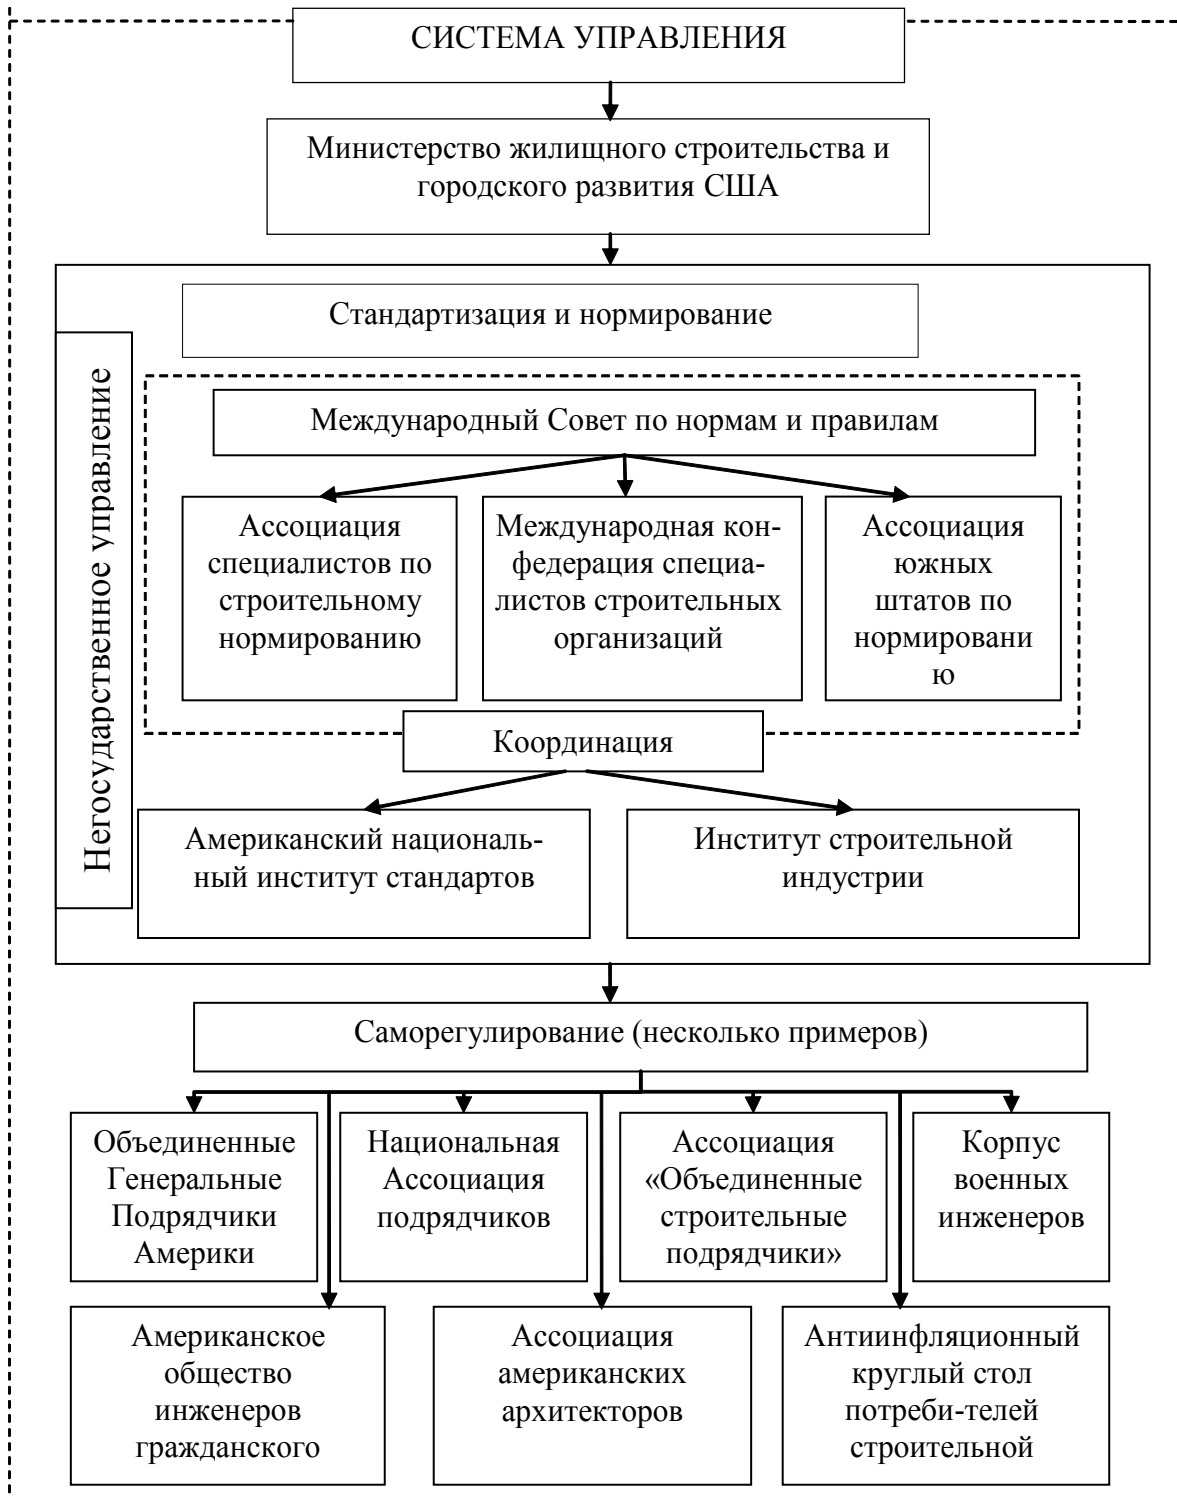 СИСТЕМА УПРАВЛЕНИЯ
Министерство жилищного строительства и
городского развития США
Стандартизация и нормирование
Негосударственное управление
Международный Совет по нормам и правилам
Ассоциация
специалистов по
строительному
нормированию
Международная кон-
федерация специа-
листов строительных
организаций
Ассоциация
южных
штатов по
нормировани
ю
Координация
Американский националь-
ный институт стандартов
Институт строительной
индустрии
Саморегулирование (несколько примеров)
Объединенные
Генеральные
Подрядчики
Америки
Национальная
Ассоциация
подрядчиков
Ассоциация
«Объединенные
строительные
подрядчики»
Корпус
военных
инженеров
Американское
общество
инженеров
гражданского
Ассоциация
американских
архитекторов
Антиинфляционный
круглый стол
потреби-телей
строительной